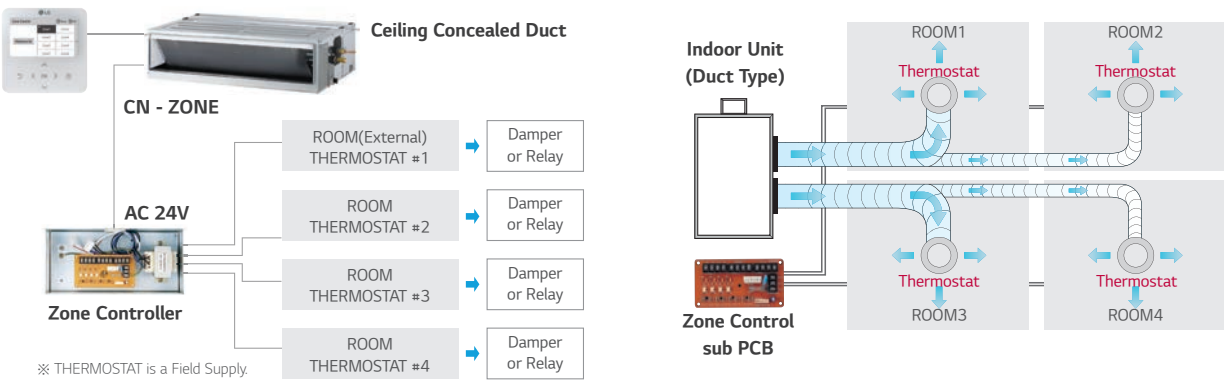 LG
Ceiling Concealed Duct
CN - ZONE
ROOM(External)
THERMOSTAT #1
Damper
or Relay
AC 24V
ROOM
THERMOSTAT #2
Damper
or Relay
ROOM
THERMOSTAT #3
Damper
or Relay
Zone Controller
ROOM
THERMOSTAT #4
Damper
or Relay
※ THERMOSTAT is a Field Supply.
Indoor Unit
(Duct Type)
ROOM1
Thermostat
ROOM2
Thermostat
Thermostat
ROOM3
Thermostat
ROOM4
Zone Control
sub PCB